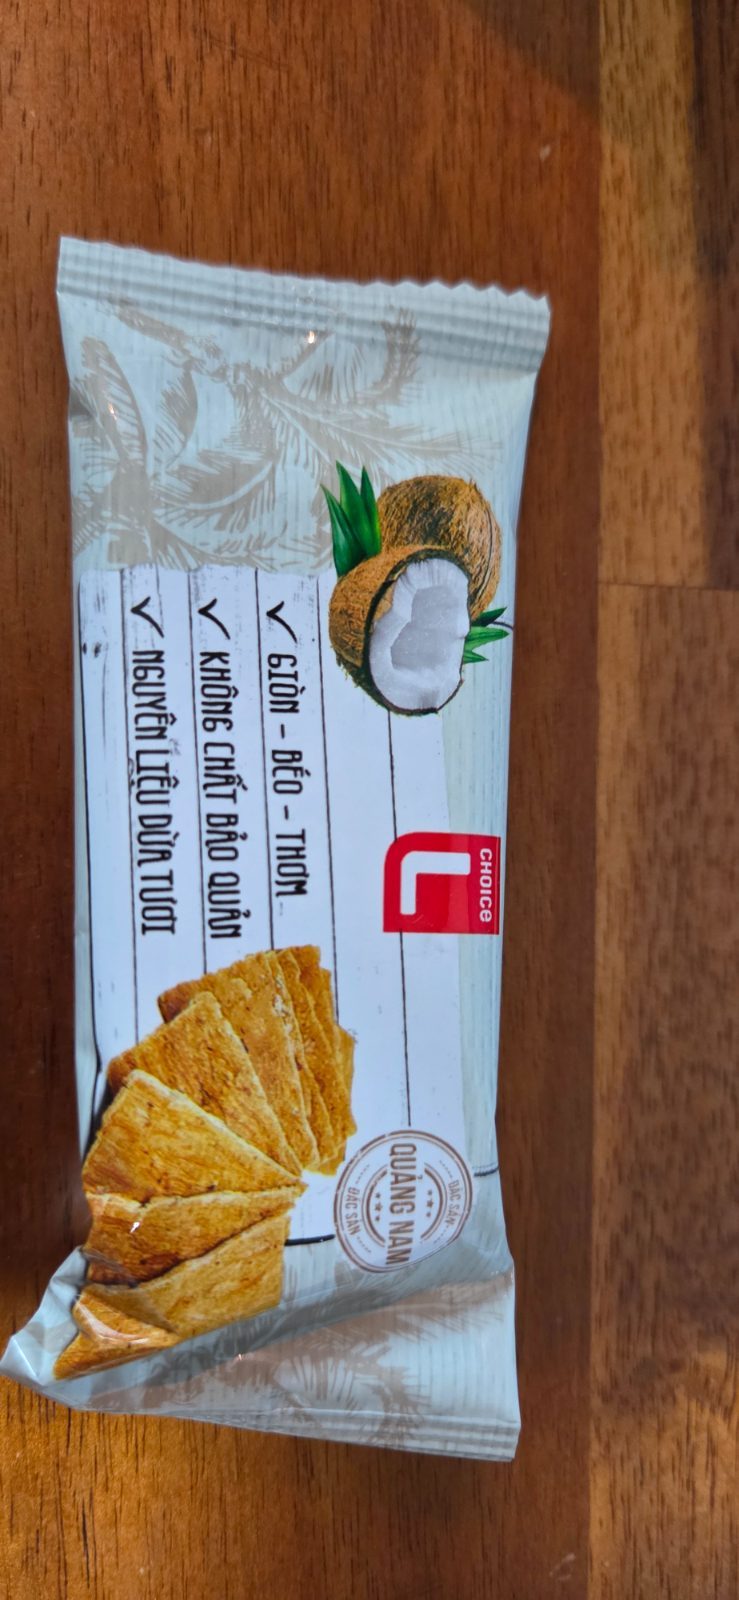 CHOICE
L
GIÒN - BÉO - THƠM
KHÔNG CHẤT BẢO QUẢN
NGUYÊN LIỆU DỪA TƯƠI
ĐẶC SẢN
QUẢNG NAM
ĐẶC SẢN